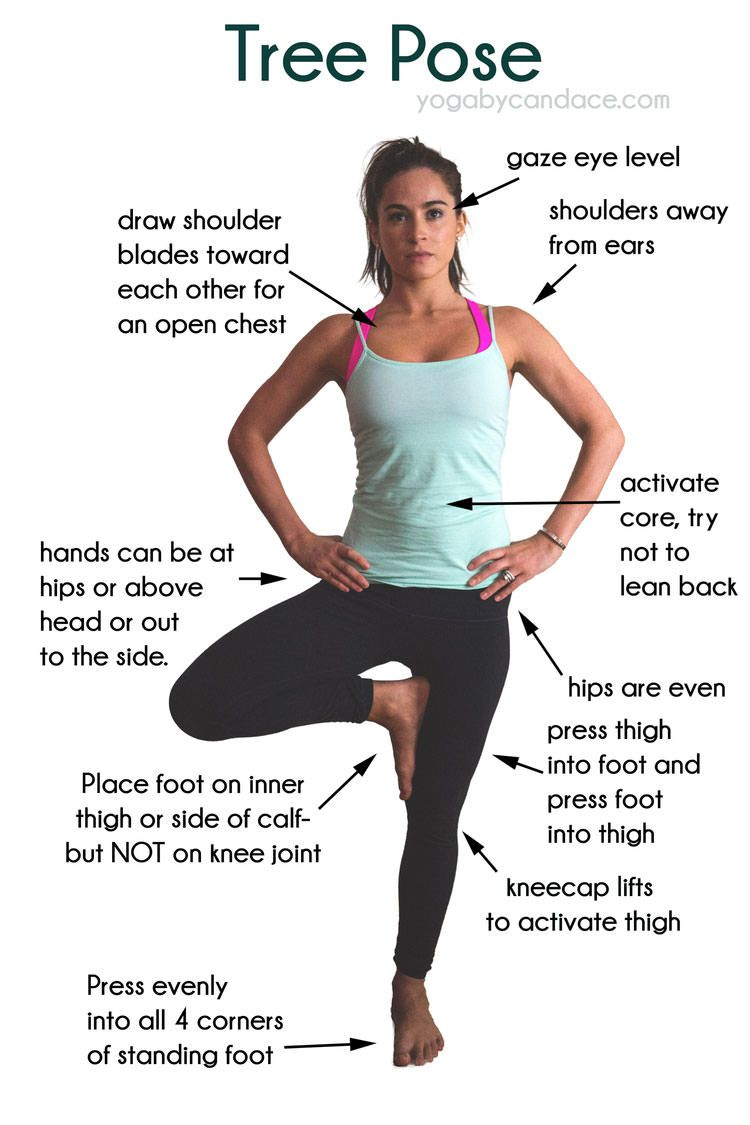 Tree Pose
yogabycandace.com
gaze eye level
shoulders away
from ears
draw shoulder
blades toward
each other for
an open chest
activate
core, try
not to
lean back
hands can be at
hips or above
head or out
to the side.
hips are even
press thigh
into foot and
press foot
into thigh
Place foot on inner
thigh or side of calf-
but NOT on knee joint
kneecap lifts
to activate thigh
Press evenly
into all 4 corners
of standing foot